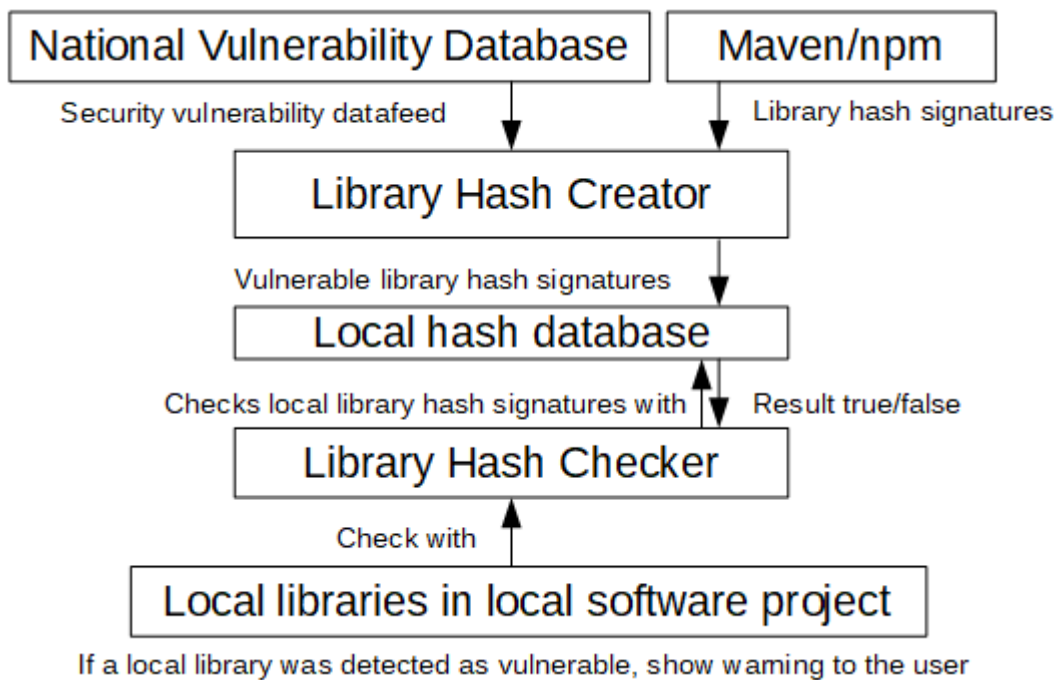 National Vulnerability Database
Maven/npm
Security vulnerability datafeed
Library hash signatures
Library Hash Creator
Vulnerable library hash signatures
Local hash database
Checks local library hash signatures with
Result true/false
Library Hash Checker
Check with
Local libraries in local software project
If a local library was detected as vulnerable, show warning to the user